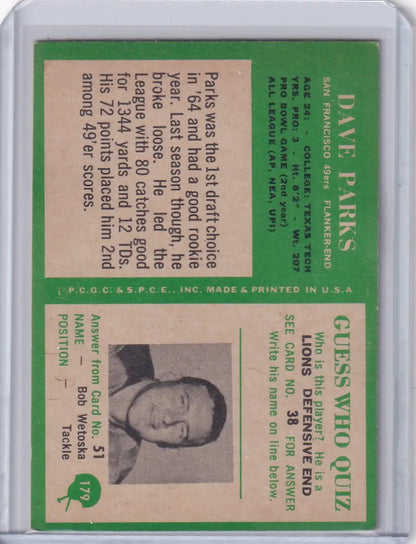 DAVE PARKS
SAN FRANCISCO 49ers FLANKER-END
AGE 24: - COLLEGE, TEXAS TECH
YRS. PRO: 3 - Ht. 6'2" - Wt. 207
PRO BOWL GAME (2nd year)
ALL LEAGUE (AP, NEA, UPI)
Parks was the 1st draft choice
in '64 and had a good rookie
year. Last season though, he
broke loose. He led the
League with 80 catches good
for 1344 yards and 12 TDs.
His 72 points placed him 2nd
among 49'er scorers.
P.C.G.C. & S.P.C.E., INC. MADE & PRINTED IN U.S.A
GUESS WHO QUIZ
Who is this player? He is a
LIONS DEFENSIVE END
SEE CARD NO. 38 FOR ANSWER
Write his name on line below.
Answer from Card No. 51
NAME – Bob Wetoska
POSITION – Tackle
179